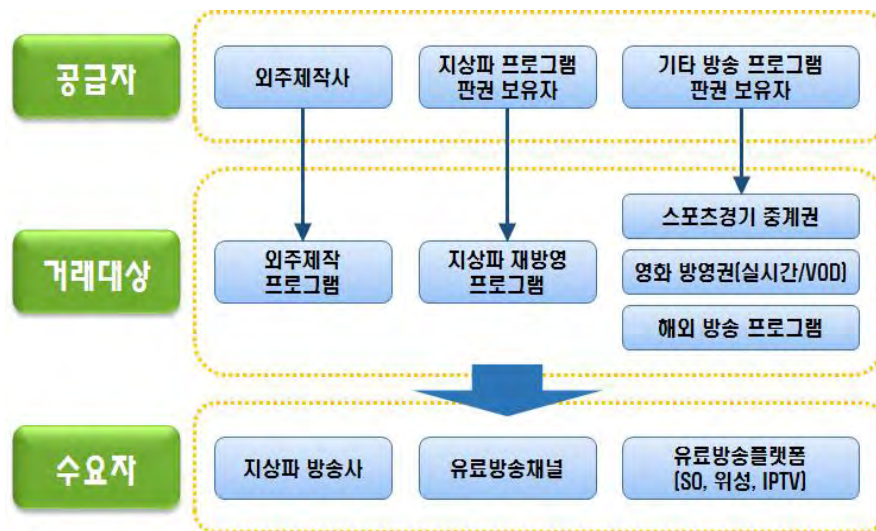 공급자
외주제작사
지상파 프로그램
판권 보유자
기타 방송 프로그램
판권 보유자
거래대상
외주제작
프로그램
지상파 재방영
프로그램
스포츠경기 중계권
영화 방영권(실시간/VOD)
해외 방송 프로그램
수요자
지상파 방송사
유료방송채널
유료방송플랫폼
(SO, 위성, IPTV)